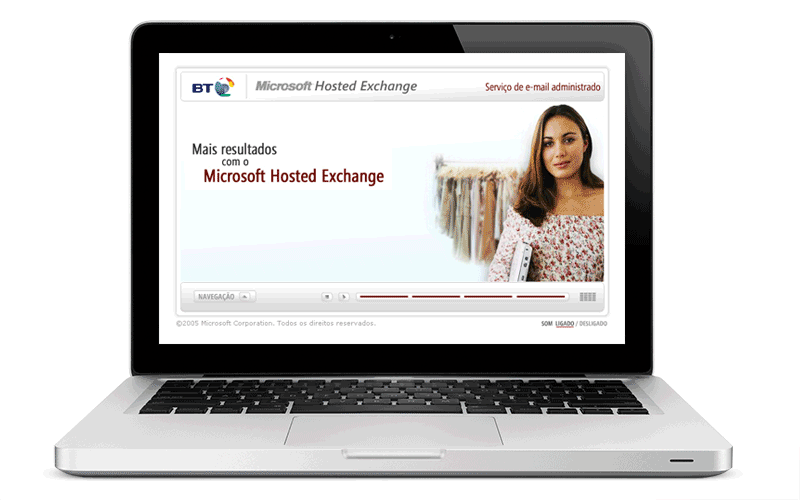 BT
Microsoft Hosted Exchange
Serviço de e-mail administrado
Mais resultados
com o
Microsoft Hosted Exchange
NAVEGAÇÃO
©2005 Microsoft Corporation. Todos os direitos reservados.
SOM LIGADO / DESLIGADO